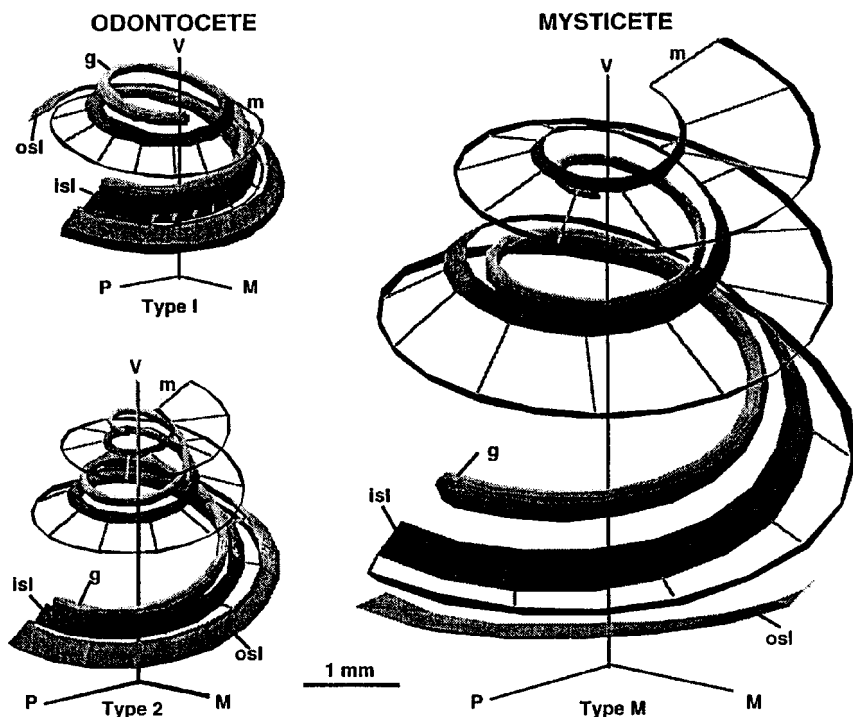 ODONTOCETE
V
g
m
osl
isl
P
M
Type I
V
m
isl
g
osl
P
M
Type 2
1 mm
MYSTICETE
V
m
g
isl
osl
P
M
Type M